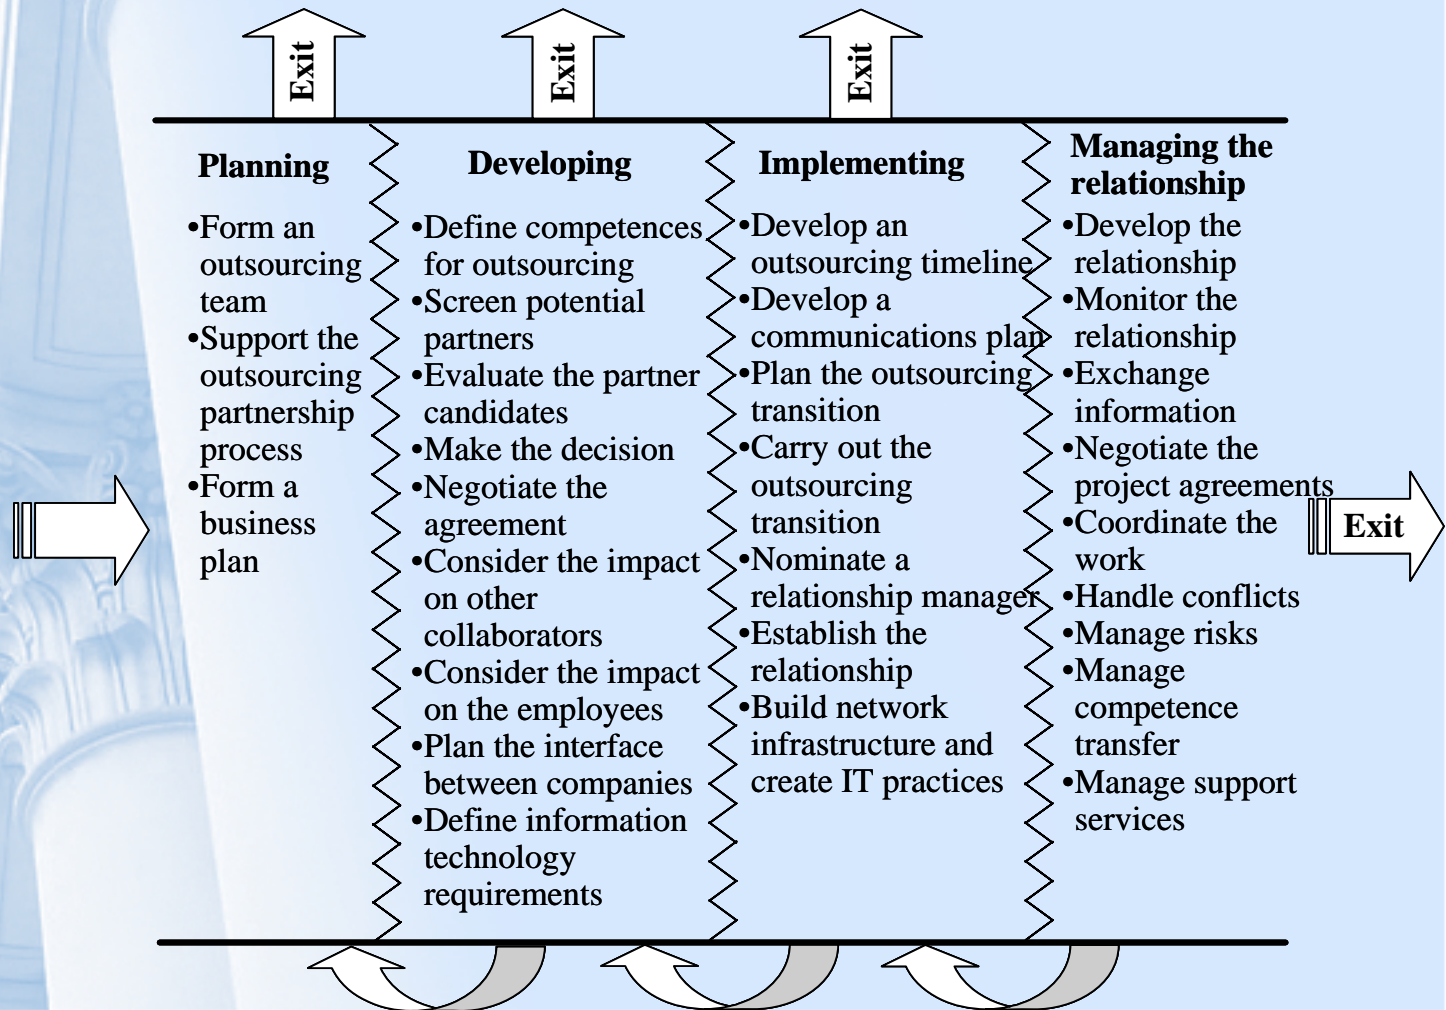 Exit
Exit
Exit
Planning
•Form an
outsourcing
team
•Support the
outsourcing
partnership
process
•Form a
business
plan
Developing
•Define competences
for outsourcing
•Screen potential
partners
•Evaluate the partner
candidates
•Make the decision
•Negotiate the
agreement
•Consider the impact
on other
collaborators
•Consider the impact
on the employees
•Plan the interface
between companies
•Define information
technology
requirements
Implementing
•Develop an
outsourcing timeline
•Develop a
communications plan
•Plan the outsourcing
transition
•Carry out the
outsourcing
transition
•Nominate a
relationship manager
•Establish the
relationship
•Build network
infrastructure and
create IT practices
Managing the
relationship
•Develop the
relationship
•Monitor the
relationship
•Exchange
information
•Negotiate the
project agreements
•Coordinate the
work
•Handle conflicts
•Manage risks
•Manage
competence
transfer
•Manage support
services
Exit